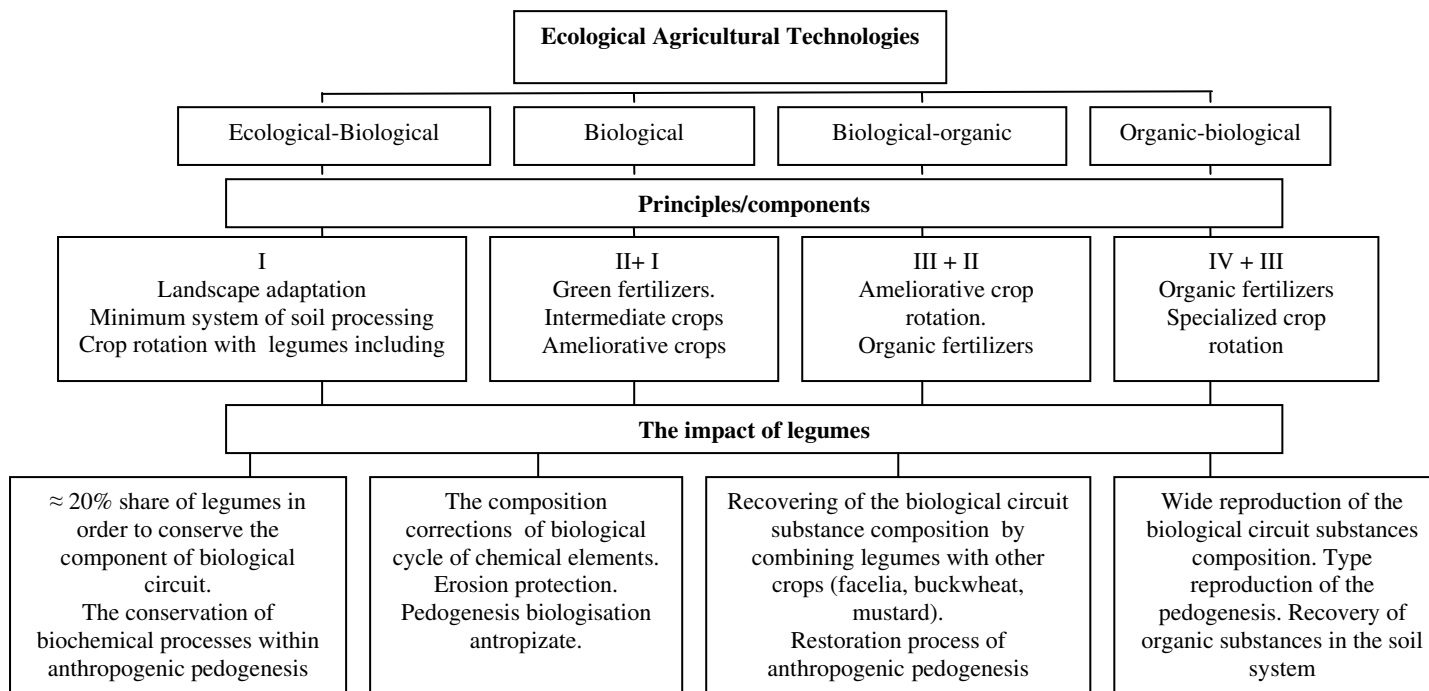 Ecological Agricultural Technologies
Ecological-Biological
Biological
Biological-organic
Organic-biological
Principles/components
I
Landscape adaptation
Minimum system of soil processing
Crop rotation with legumes including
II+ I
Green fertilizers.
Intermediate crops
Ameliorative crops
III + II
Ameliorative crop
rotation.
Organic fertilizers
IV + III
Organic fertilizers
Specialized crop
rotation
The impact of legumes
≈ 20% share of legumes in
order to conserve the
component of biological
circuit.
The conservation of
biochemical processes within
anthropogenic pedogenesis
The composition
corrections of biological
cycle of chemical elements.
Erosion protection.
Pedogenesis biologisation
antropizate.
Recovering of the biological circuit
substance composition by
combining legumes with other
crops (facelia, buckwheat,
mustard).
Restoration process of
anthropogenic pedogenesis
Wide reproduction of the
biological circuit substances
composition. Type
reproduction of the
pedogenesis. Recovery of
organic substances in the soil
system